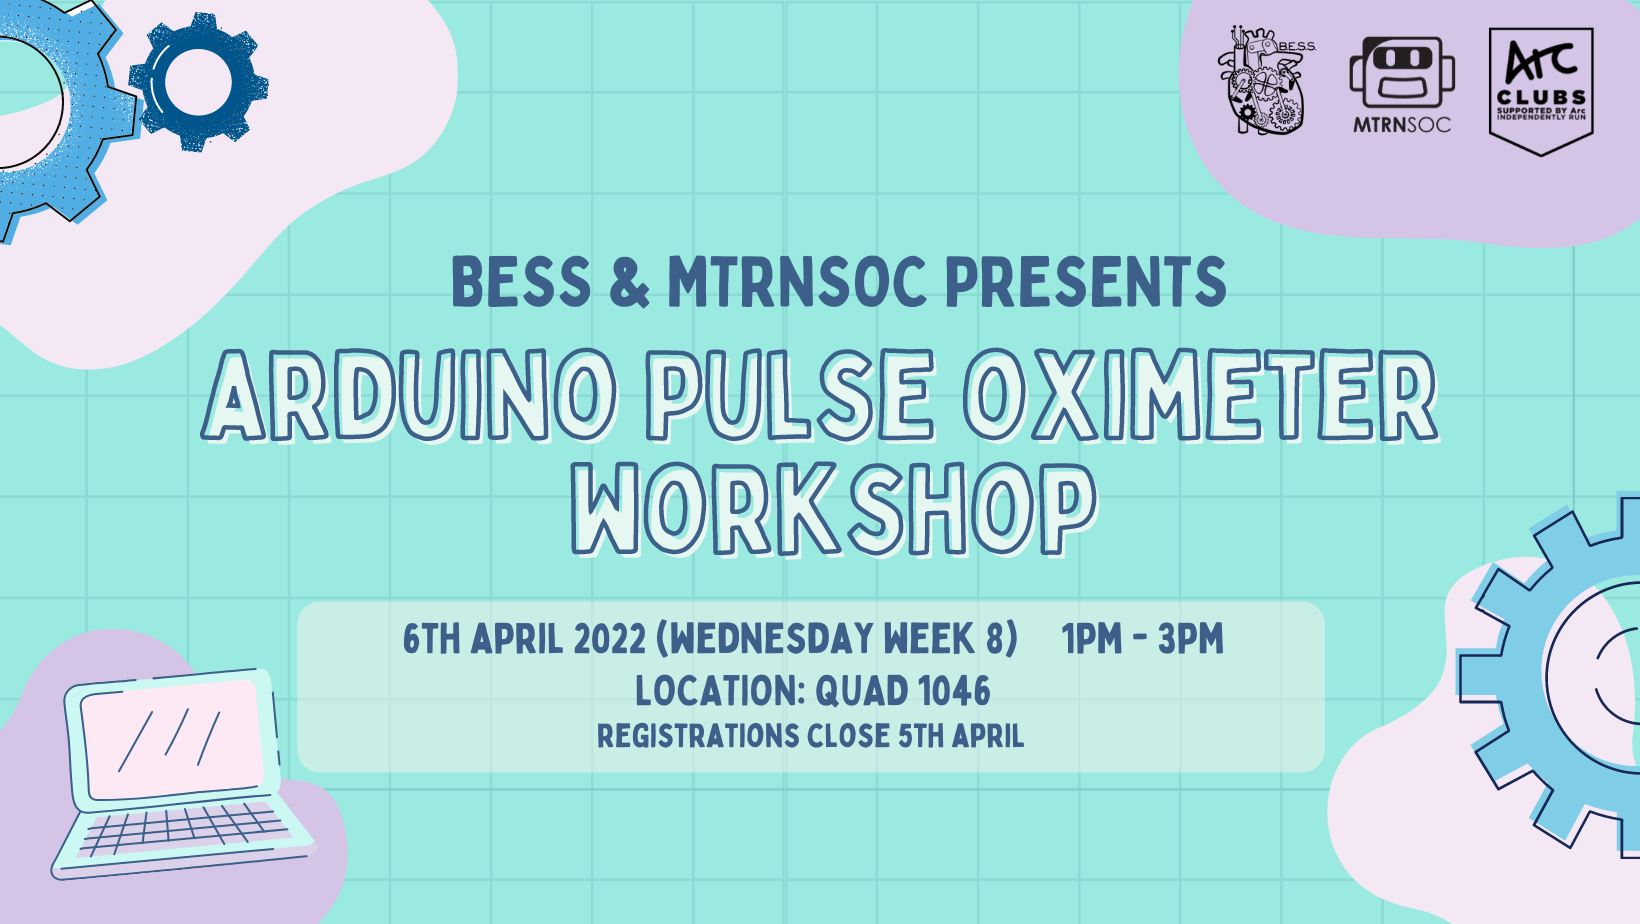 B.E.S.S.
MTRNSOC
Arc
CLUBS
SUPPORTED BY Arc
INDEPENDENTLY RUN
BESS & MTRNSOC PRESENTS
ARDUINO PULSE OXIMETER
WORKSHOP
6TH APRIL 2022 (WEDNESDAY WEEK 8) 1PM - 3PM
LOCATION: QUAD 1046
REGISTRATIONS CLOSE 5TH APRIL